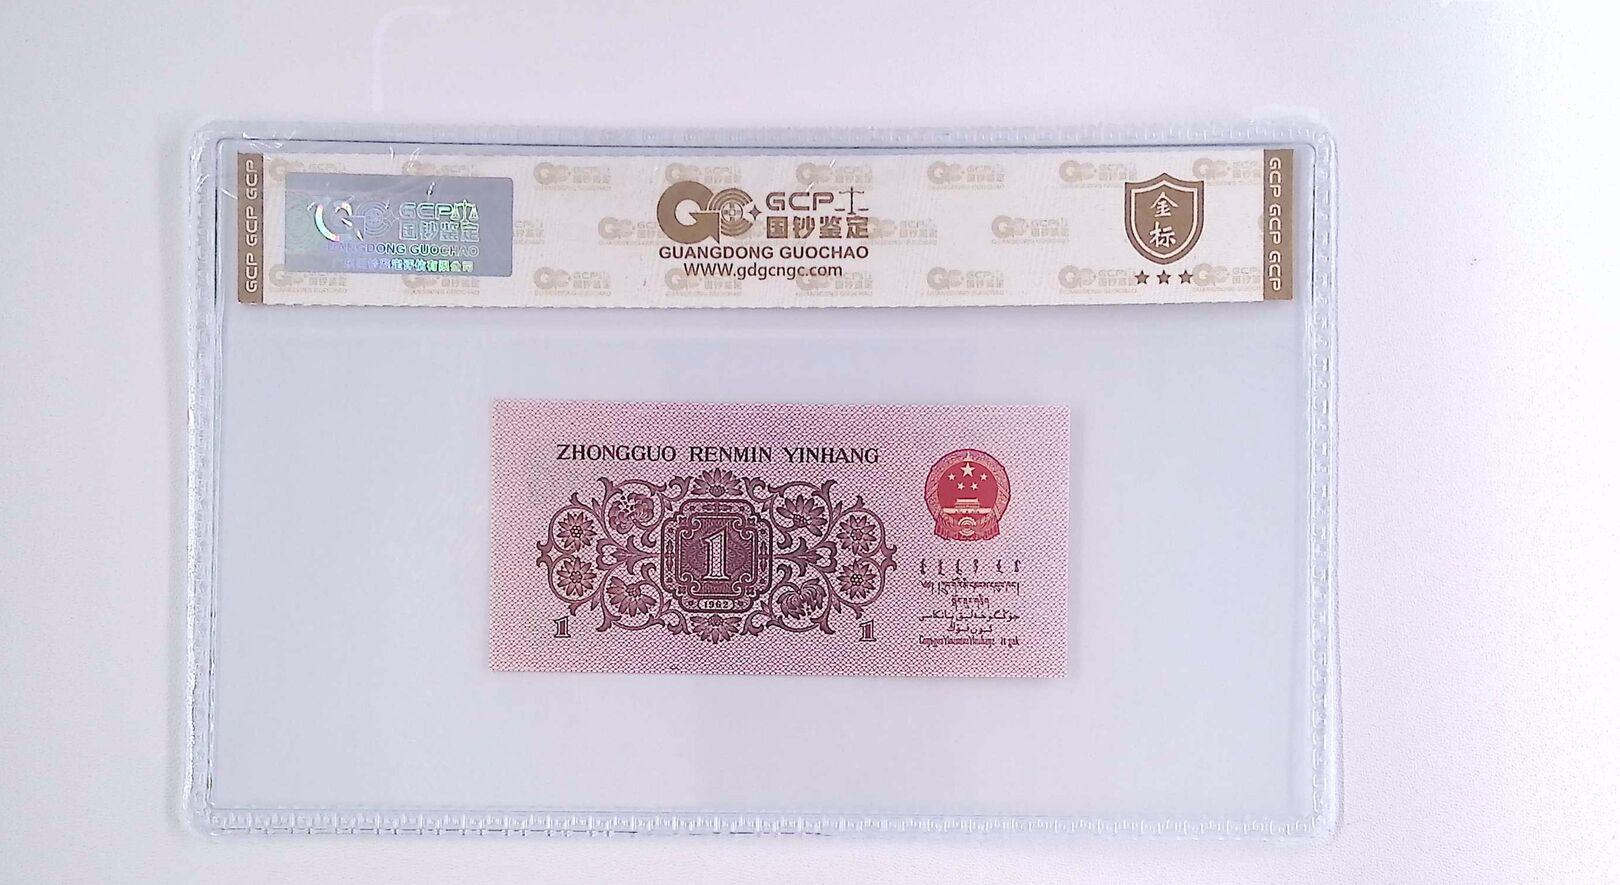 GCP GCP GCP
GCP
国钞鉴定
GUANGDONG GUOCHAO
GCP
国钞鉴定
GUANGDONG GUOCHAO
www.gdgcngc.com
金
标
GCP GCP GCP
ZHONGGUO RENMIN YINHANG
1
(1962)
1
1